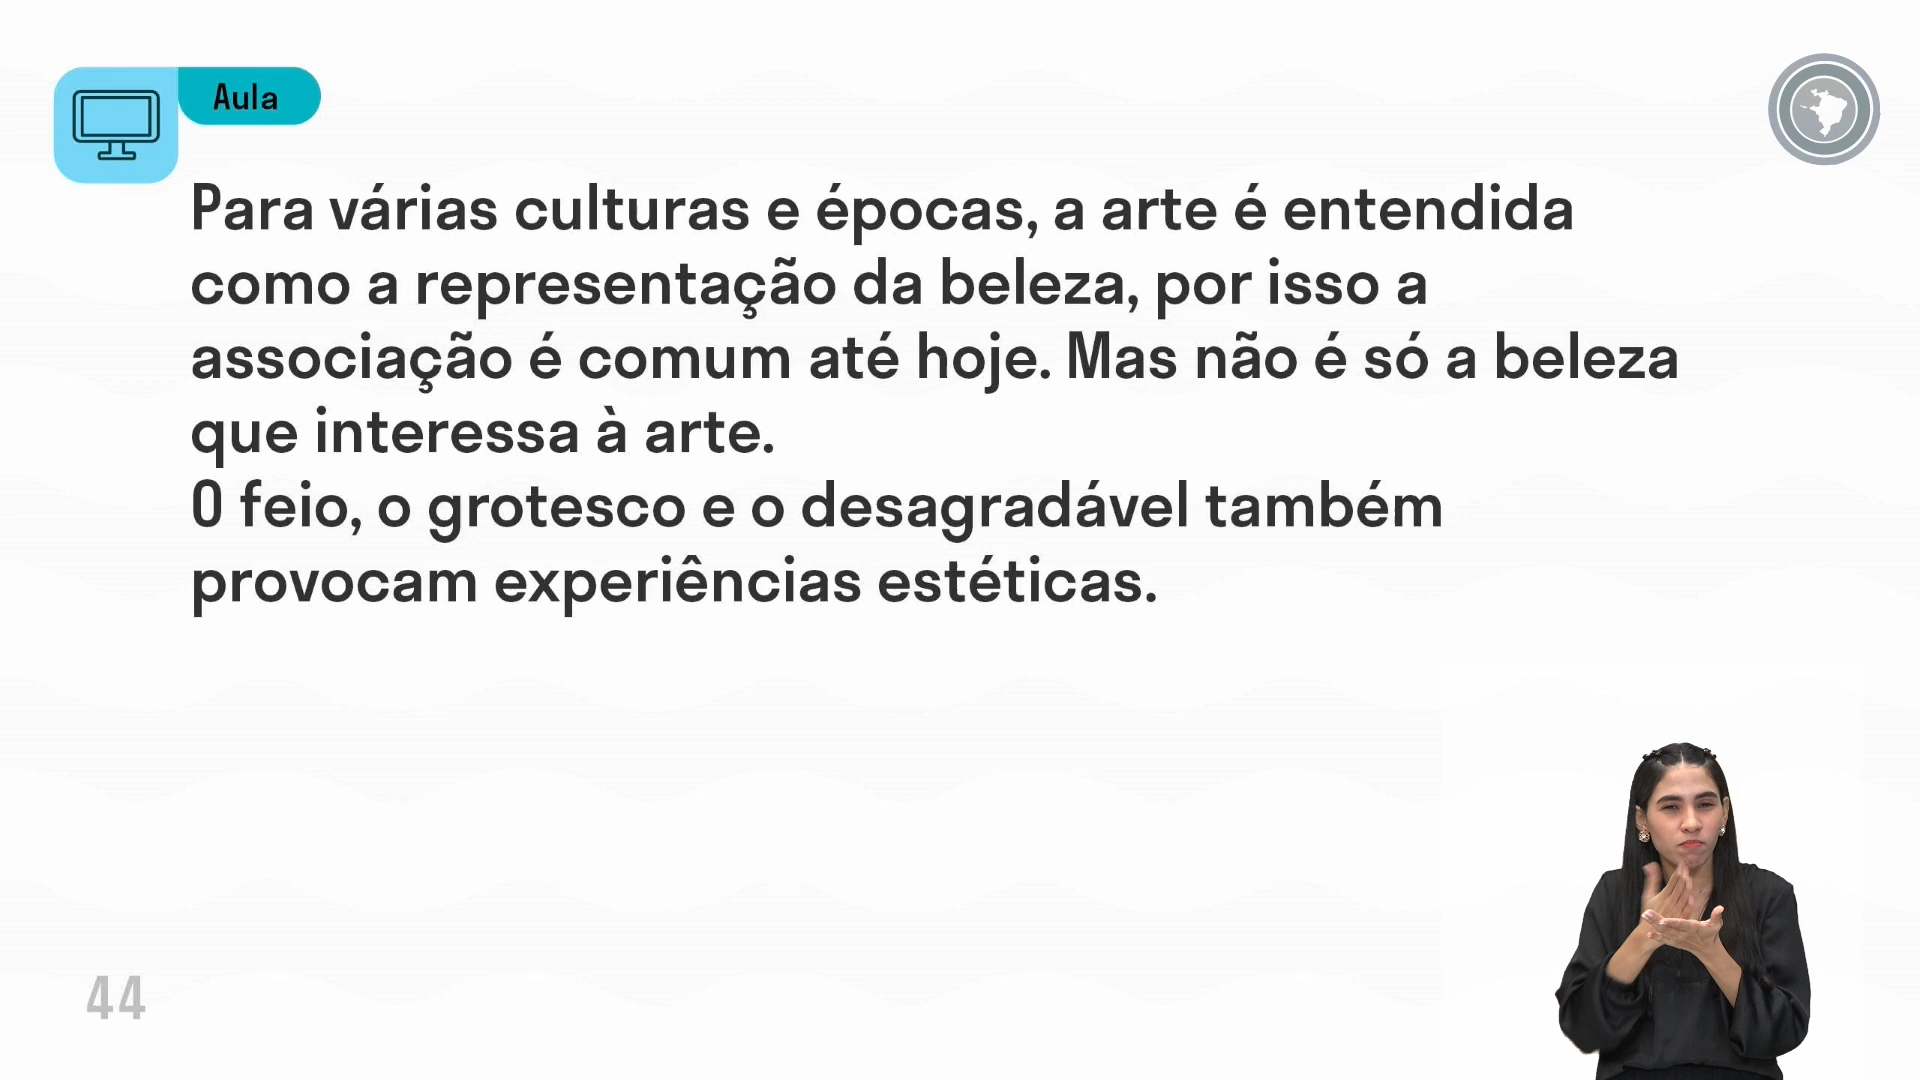 Aula
Para várias culturas e épocas, a arte é entendida
como a representação da beleza, por isso a
associação é comum até hoje. Mas não é só a beleza
que interessa à arte.
O feio, o grotesco e o desagradável também
provocam experiências estéticas.
44